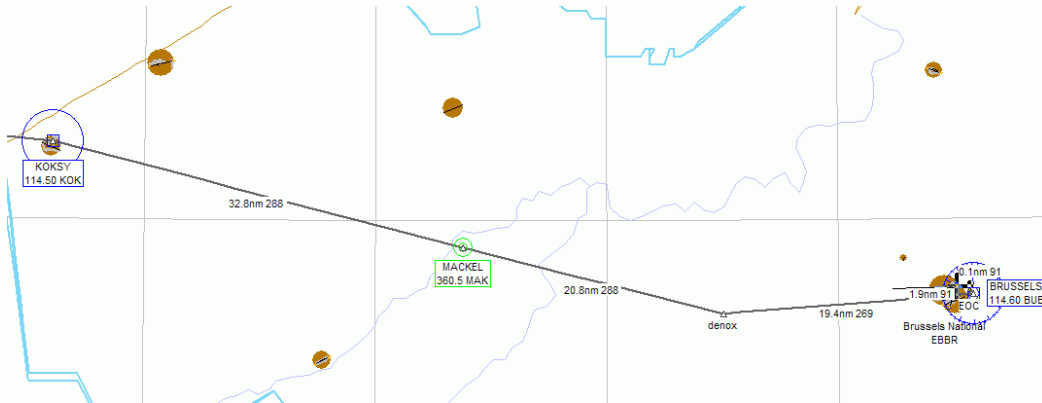 KOKSY
114.50 KOK
32.8nm 288
MACKEL
360.5 MAK
20.8nm 288
denox
19.4nm 269
0.1nm 91
1.9nm 91
BRUSSELS
114.60 BUB
EOC
Brussels National
EBBR